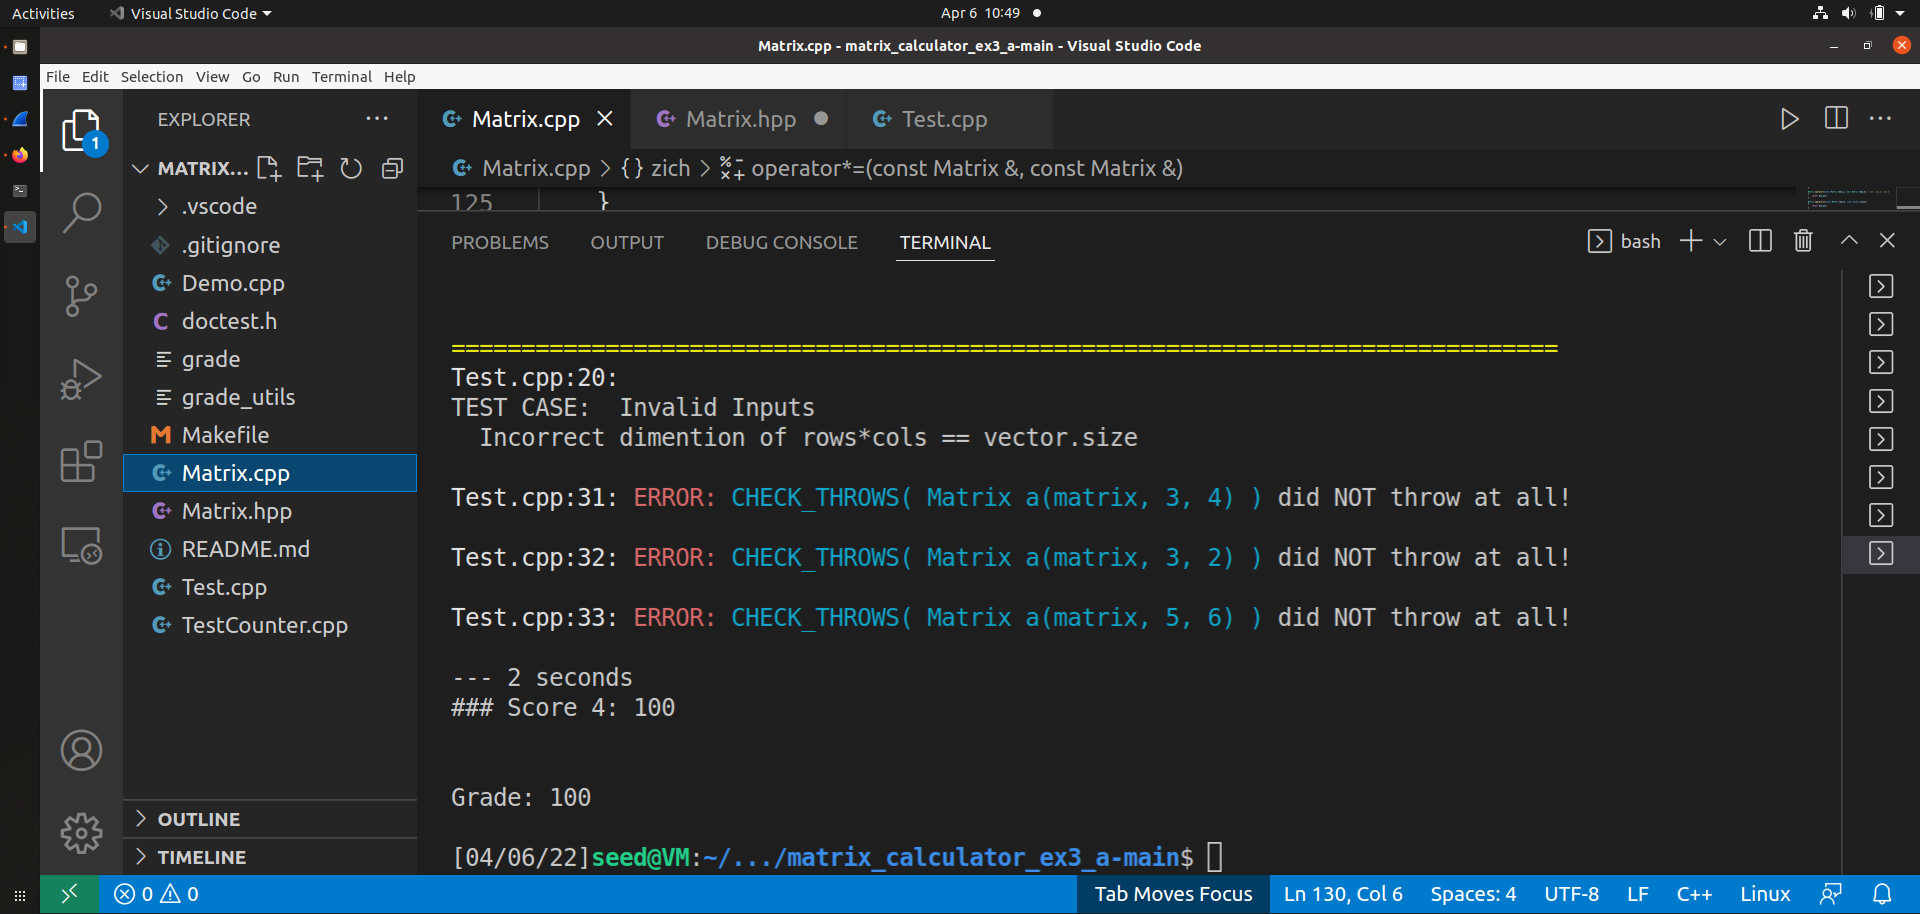 Activities
Visual Studio Code
Apr 6 10:49
Matrix.cpp - matrix_calculator_ex3_a-main - Visual Studio Code
File Edit Selection View Go Run Terminal Help
EXPLORER
Matrix.cpp
Matrix.hpp
Test.cpp
1
MATRIX...
Matrix.cpp > {} zich > operator*=(const Matrix &, const Matrix &)
125 }
.vscode
.gitignore
Demo.cpp
doctest.h
grade
grade_utils
Makefile
Matrix.cpp
Matrix.hpp
README.md
Test.cpp
TestCounter.cpp
OUTLINE
TIMELINE
PROBLEMS OUTPUT DEBUG CONSOLE TERMINAL
bash
===============================================================================
Test.cpp:20:
TEST CASE:  Invalid Inputs
  Incorrect dimention of rows*cols == vector.size
Test.cpp:31: ERROR: CHECK_THROWS( Matrix a(matrix, 3, 4) ) did NOT throw at all!
Test.cpp:32: ERROR: CHECK_THROWS( Matrix a(matrix, 3, 2) ) did NOT throw at all!
Test.cpp:33: ERROR: CHECK_THROWS( Matrix a(matrix, 5, 6) ) did NOT throw at all!
--- 2 seconds
### Score 4: 100
Grade: 100
[04/06/22]seed@VM:~/.../matrix_calculator_ex3_a-main$
0 0
Tab Moves Focus
Ln 130, Col 6
Spaces: 4
UTF-8
LF
C++
Linux